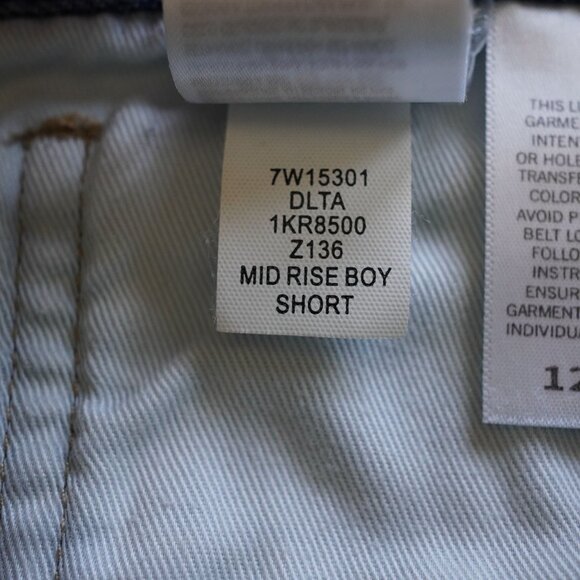 7W15301
DLTA
1KR8500
Z136
MID RISE BOY
SHORT
THIS
GARME
INTEN
OR HOLE
TRANSFE
COLOR
AVOID P
BELT LO
FOLLO
INSTR
ENSUR
GARMENT
INDIVIDUA
12